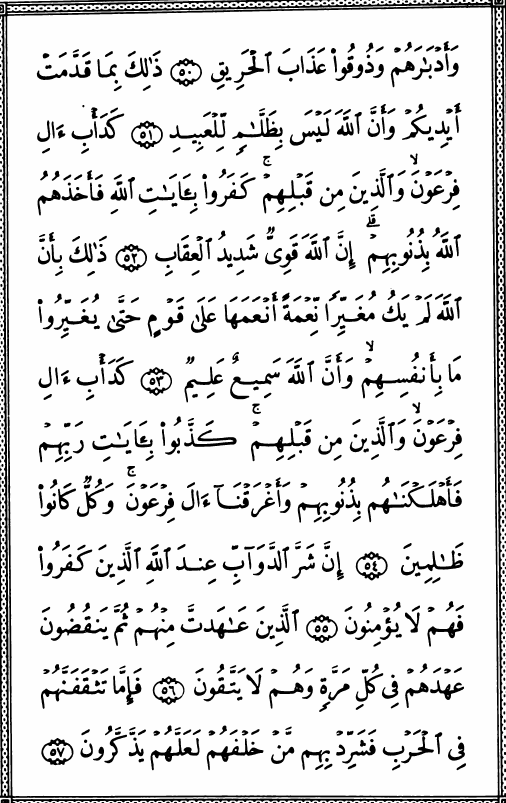 وَأَدْبَٰرَهُمْ وَذُوقُوا۟ عَذَابَ ٱلْحَرِيقِ ﴿٥٠﴾ ذَٰلِكَ بِمَا قَدَّمَتْ
أَيْدِيكُمْ وَأَنَّ ٱللَّهَ لَيْسَ بِظَلَّٰمٍ لِّلْعَبِيدِ ﴿٥١﴾ كَدَأْبِ ءَالِ
فِرْعَوْنَ ۙ وَٱلَّذِينَ مِن قَبْلِهِمْ ۚ كَفَرُوا۟ بِـَٔايَٰتِ ٱللَّهِ فَأَخَذَهُمُ
ٱللَّهُ بِذُنُوبِهِمْ ۗ إِنَّ ٱللَّهَ قَوِىٌّ شَدِيدُ ٱلْعِقَابِ ﴿٥٢﴾ ذَٰلِكَ بِأَنَّ
ٱللَّهَ لَمْ يَكُ مُغَيِّرًا نِّعْمَةً أَنْعَمَهَا عَلَىٰ قَوْمٍ حَتَّىٰ يُغَيِّرُوا۟
مَا بِأَنفُسِهِمْ ۙ وَأَنَّ ٱللَّهَ سَمِيعٌ عَلِيمٌ ﴿٥٣﴾ كَدَأْبِ ءَالِ
فِرْعَوْنَ ۙ وَٱلَّذِينَ مِن قَبْلِهِمْ ۚ كَذَّبُوا۟ بِـَٔايَٰتِ رَبِّهِمْ
فَأَهْلَكْنَٰهُم بِذُنُوبِهِمْ وَأَغْرَقْنَآ ءَالَ فِرْعَوْنَ ۚ وَكُلٌّ كَانُوا۟
ظَٰلِمِينَ ﴿٥٤﴾ إِنَّ شَرَّ ٱلدَّوَآبِّ عِندَ ٱللَّهِ ٱلَّذِينَ كَفَرُوا۟
فَهُمْ لَا يُؤْمِنُونَ ﴿٥٥﴾ ٱلَّذِينَ عَٰهَدتَّ مِنْهُمْ ثُمَّ يَنقُضُونَ
عَهْدَهُمْ فِى كُلِّ مَرَّةٍ وَهُمْ لَا يَتَّقُونَ ﴿٥٦﴾ فَإِمَّا تَثْقَفَنَّهُمْ
فِى ٱلْحَرْبِ فَشَرِّدْ بِهِم مَّنْ خَلْفَهُمْ لَعَلَّهُمْ يَذَّكَّرُونَ ﴿٥٧﴾